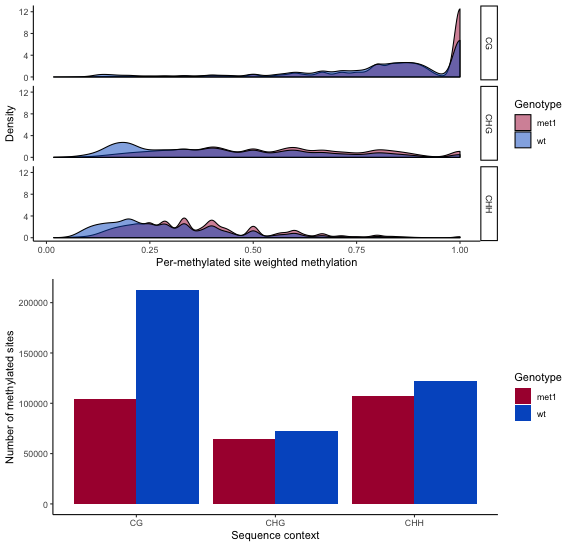 12
8
4
0
CG
12
8
4
0
CHG
12
8
4
0
CHH
Density
0.00 0.25 0.50 0.75 1.00
Per-methylated site weighted methylation
Genotype
met1
wt
200000
150000
100000
50000
0
Number of methylated sites
CG CHG CHH
Sequence context
Genotype
met1
wt